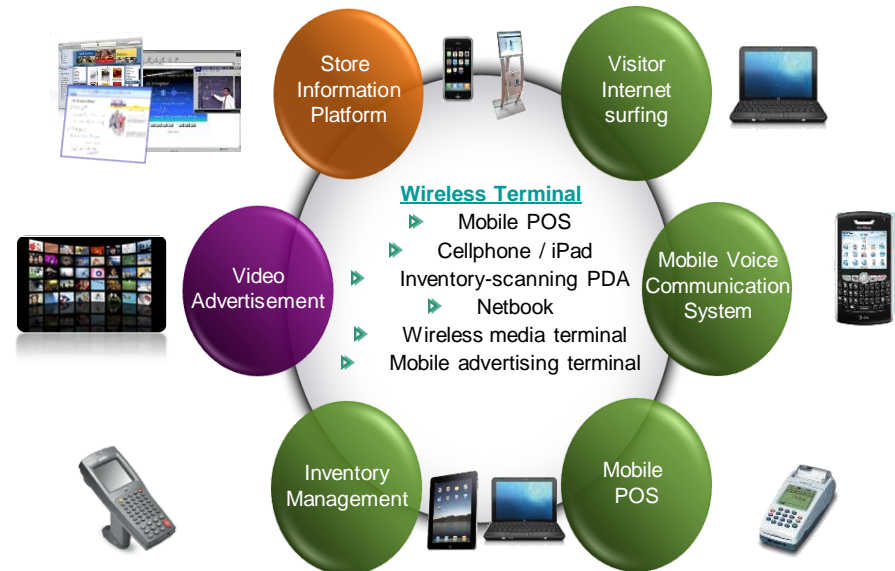 Store
Information
Platform
Visitor
Internet
surfing
Wireless Terminal
Mobile POS
Cellphone / iPad
Inventory-scanning PDA
Netbook
Wireless media terminal
Mobile advertising terminal
Video
Advertisement
Mobile Voice
Communication
System
Inventory
Management
Mobile
POS